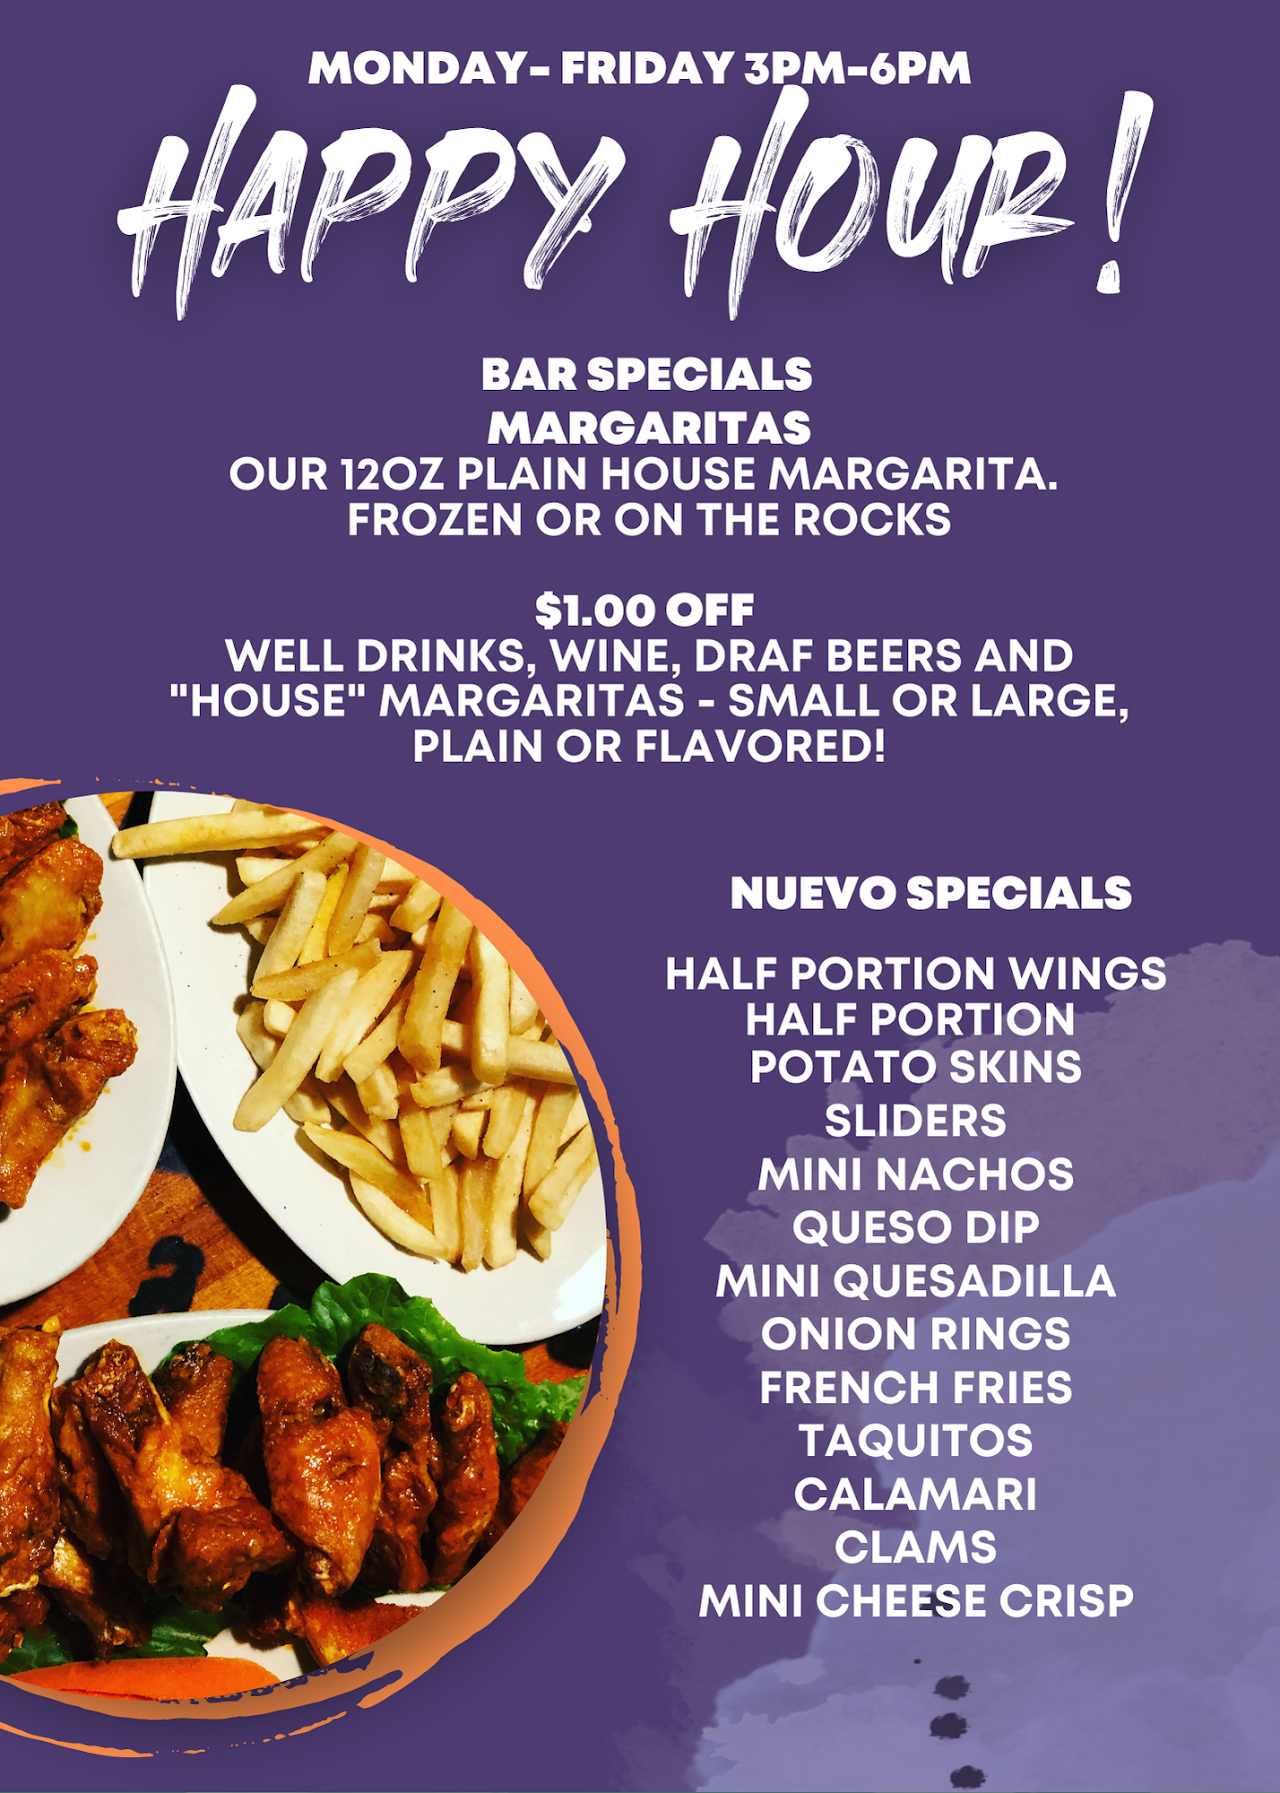 MONDAY- FRIDAY 3PM-6PM
HAPPY HOUR!
BAR SPECIALS
MARGARITAS
OUR 12OZ PLAIN HOUSE MARGARITA.
FROZEN OR ON THE ROCKS
$1.00 OFF
WELL DRINKS, WINE, DRAF BEERS AND
"HOUSE" MARGARITAS - SMALL OR LARGE,
PLAIN OR FLAVORED!
NUEVO SPECIALS
HALF PORTION WINGS
HALF PORTION
POTATO SKINS
SLIDERS
MINI NACHOS
QUESO DIP
MINI QUESADILLA
ONION RINGS
FRENCH FRIES
TAQUITOS
CALAMARI
CLAMS
MINI CHEESE CRISP